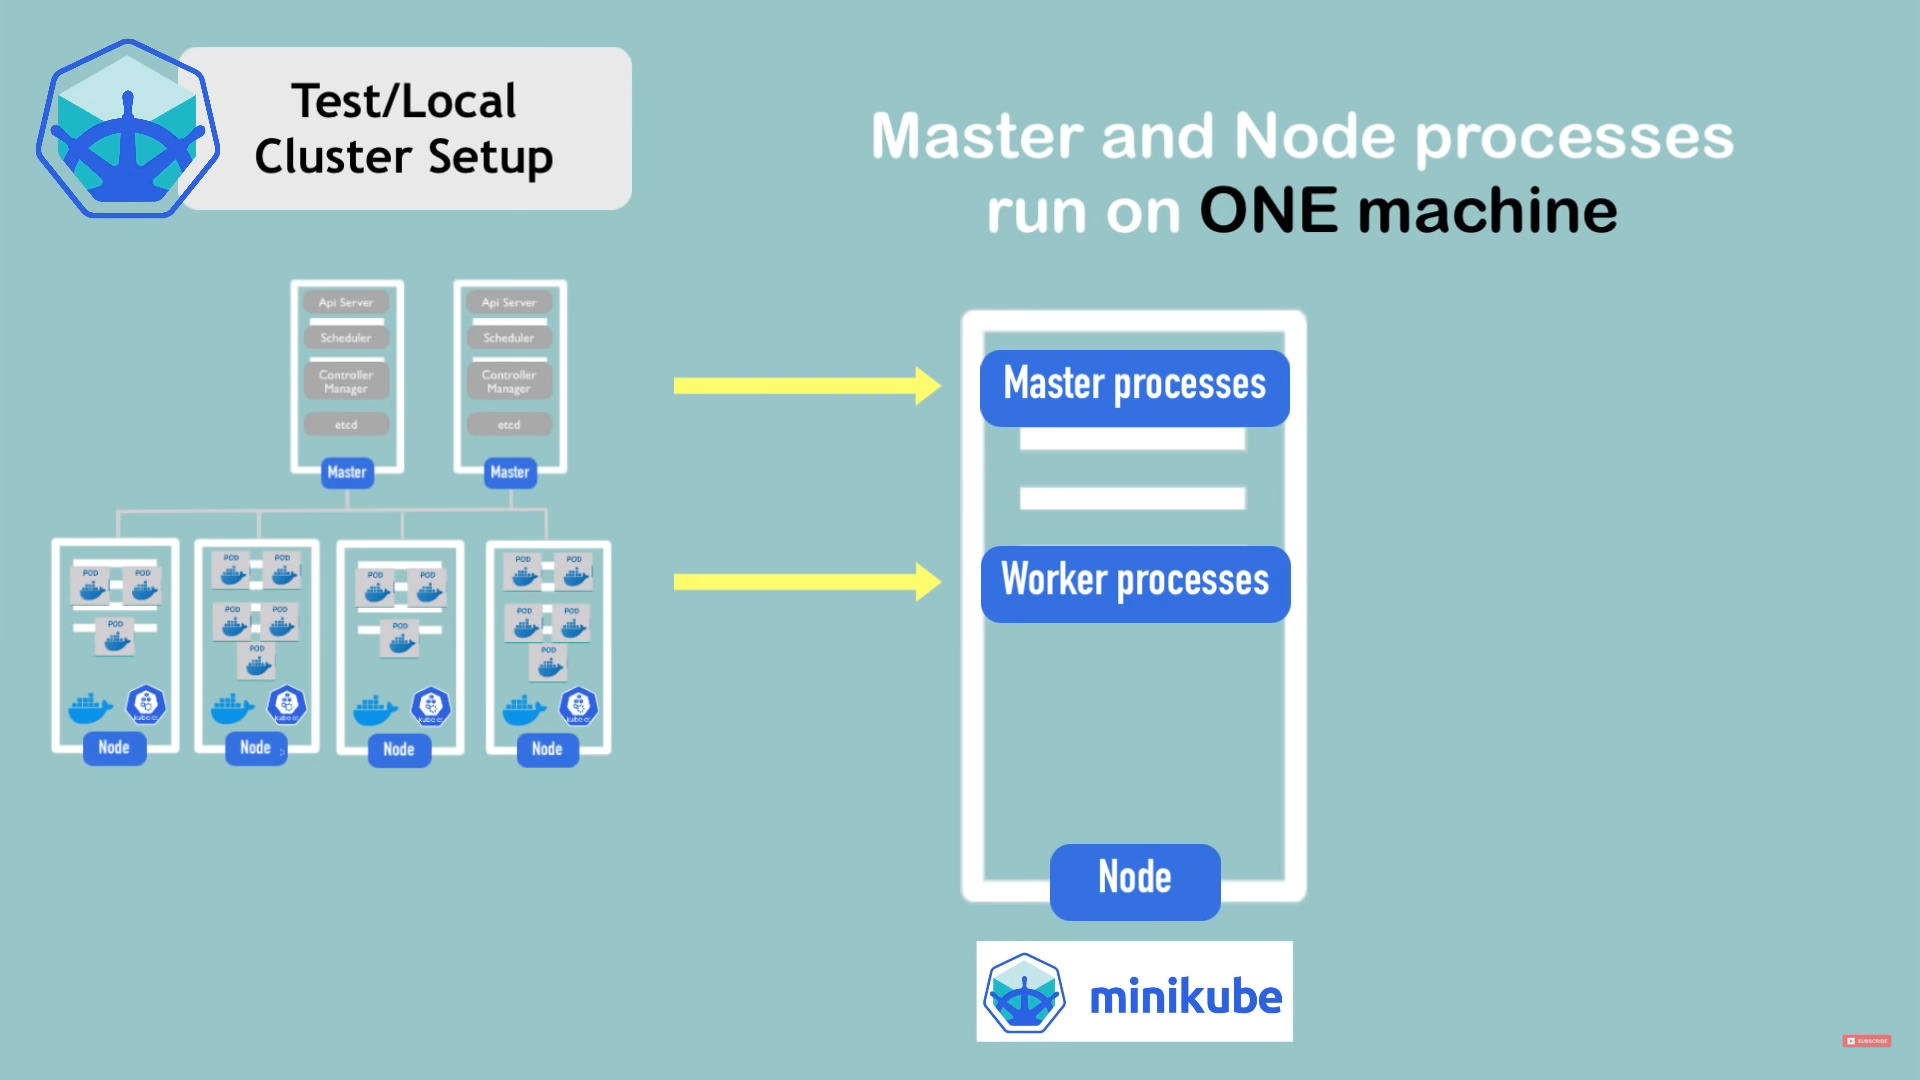 Test/Local
Cluster Setup
Master and Node processes
run on ONE machine
Api Server
Scheduler
Controller
Manager
etcd
Master
Api Server
Scheduler
Controller
Manager
etcd
Master
POD
POD
POD
Node
POD
POD
POD
POD
POD
Node
POD
POD
POD
Node
POD
POD
POD
POD
POD
Node
Master processes
Worker processes
Node
minikube
SUBSCRIBE